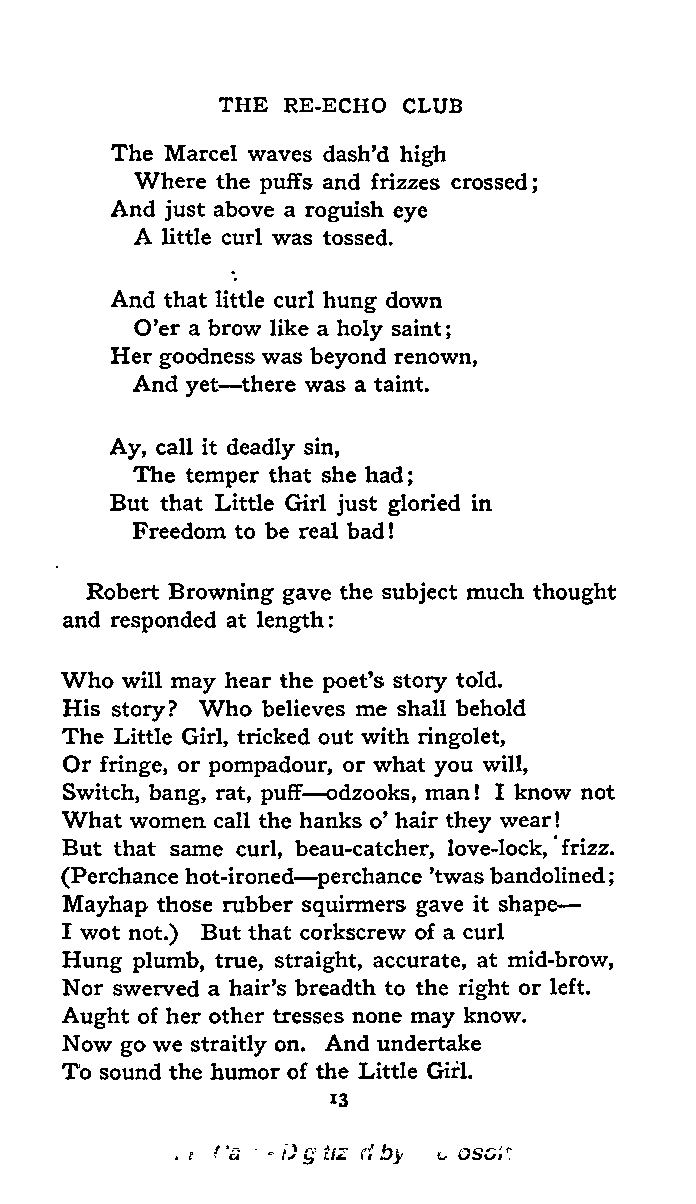 THE RE-ECHO CLUB
The Marcel waves dash'd high
Where the puffs and frizzes crossed;
And just above a roguish eye
A little curl was tossed.
And that little curl hung down
O'er a brow like a holy saint;
Her goodness was beyond renown,
And yet—there was a taint.
Ay, call it deadly sin,
The temper that she had;
But that Little Girl just gloried in
Freedom to be real bad!
Robert Browning gave the subject much thought
and responded at length:
Who will may hear the poet's story told.
His story? Who believes me shall behold
The Little Girl, tricked out with ringolet,
Or fringe, or pompadour, or what you will,
Switch, bang, rat, puff—odzooks, man! I know not
What women call the hanks o' hair they wear!
But that same curl, beau-catcher, love-lock, frizz.
(Perchance hot-ironed—perchance 'twas bandolined;
Mayhap those rubber squirmers gave it shape—
I wot not.) But that corkscrew of a curl
Hung plumb, true, straight, accurate, at mid-brow,
Nor swerved a hair's breadth to the right or left.
Aught of her other tresses none may know.
Now go we straitly on. And undertake
To sound the humor of the Little Girl.
13
by